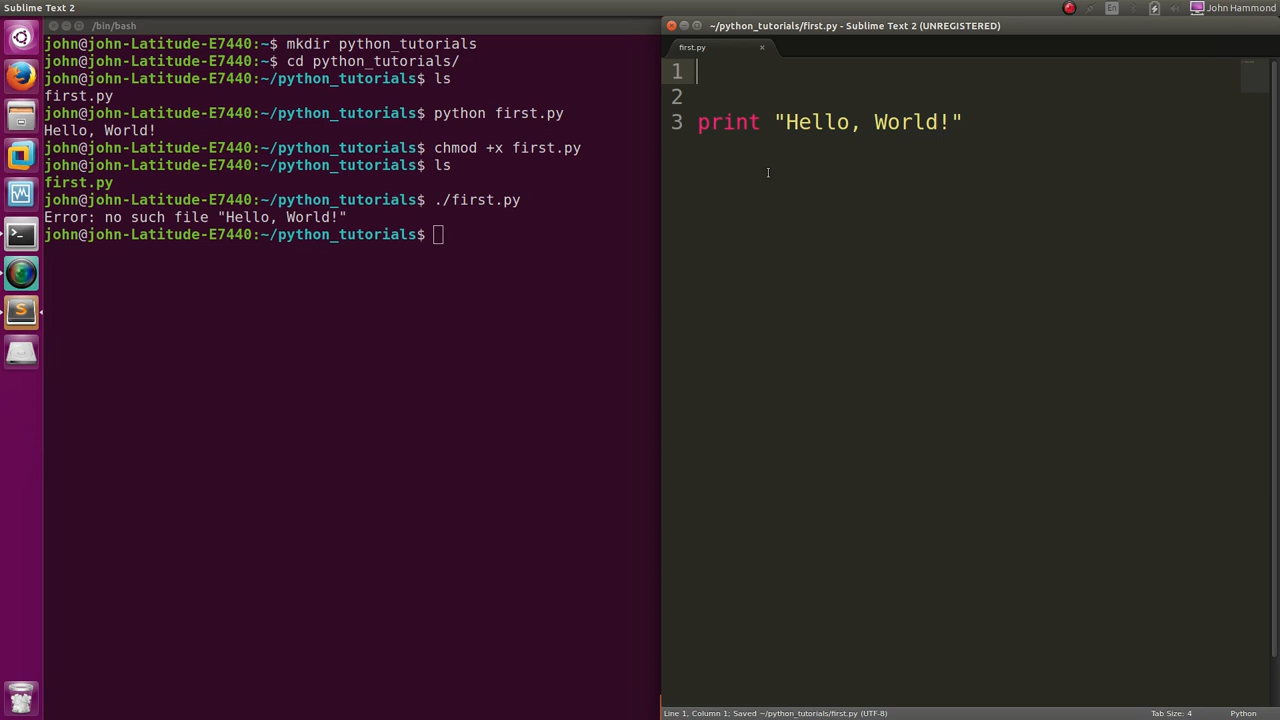 Sublime Text 2
En
John Hammond
/bin/bash
john@john-Latitude-E7440:~$ mkdir python_tutorials
john@john-Latitude-E7440:~$ cd python_tutorials/
john@john-Latitude-E7440:~/python_tutorials$ ls
first.py
john@john-Latitude-E7440:~/python_tutorials$ python first.py
Hello, World!
john@john-Latitude-E7440:~/python_tutorials$ chmod +x first.py
john@john-Latitude-E7440:~/python_tutorials$ ls
first.py
john@john-Latitude-E7440:~/python_tutorials$ ./first.py
Error: no such file "Hello, World!"
john@john-Latitude-E7440:~/python_tutorials$
~/python_tutorials/first.py - Sublime Text 2 (UNREGISTERED)
first.py
1
2
3 print "Hello, World!"
Line 1, Column 1; Saved ~/python_tutorials/first.py (UTF-8)
Tab Size: 4
Python